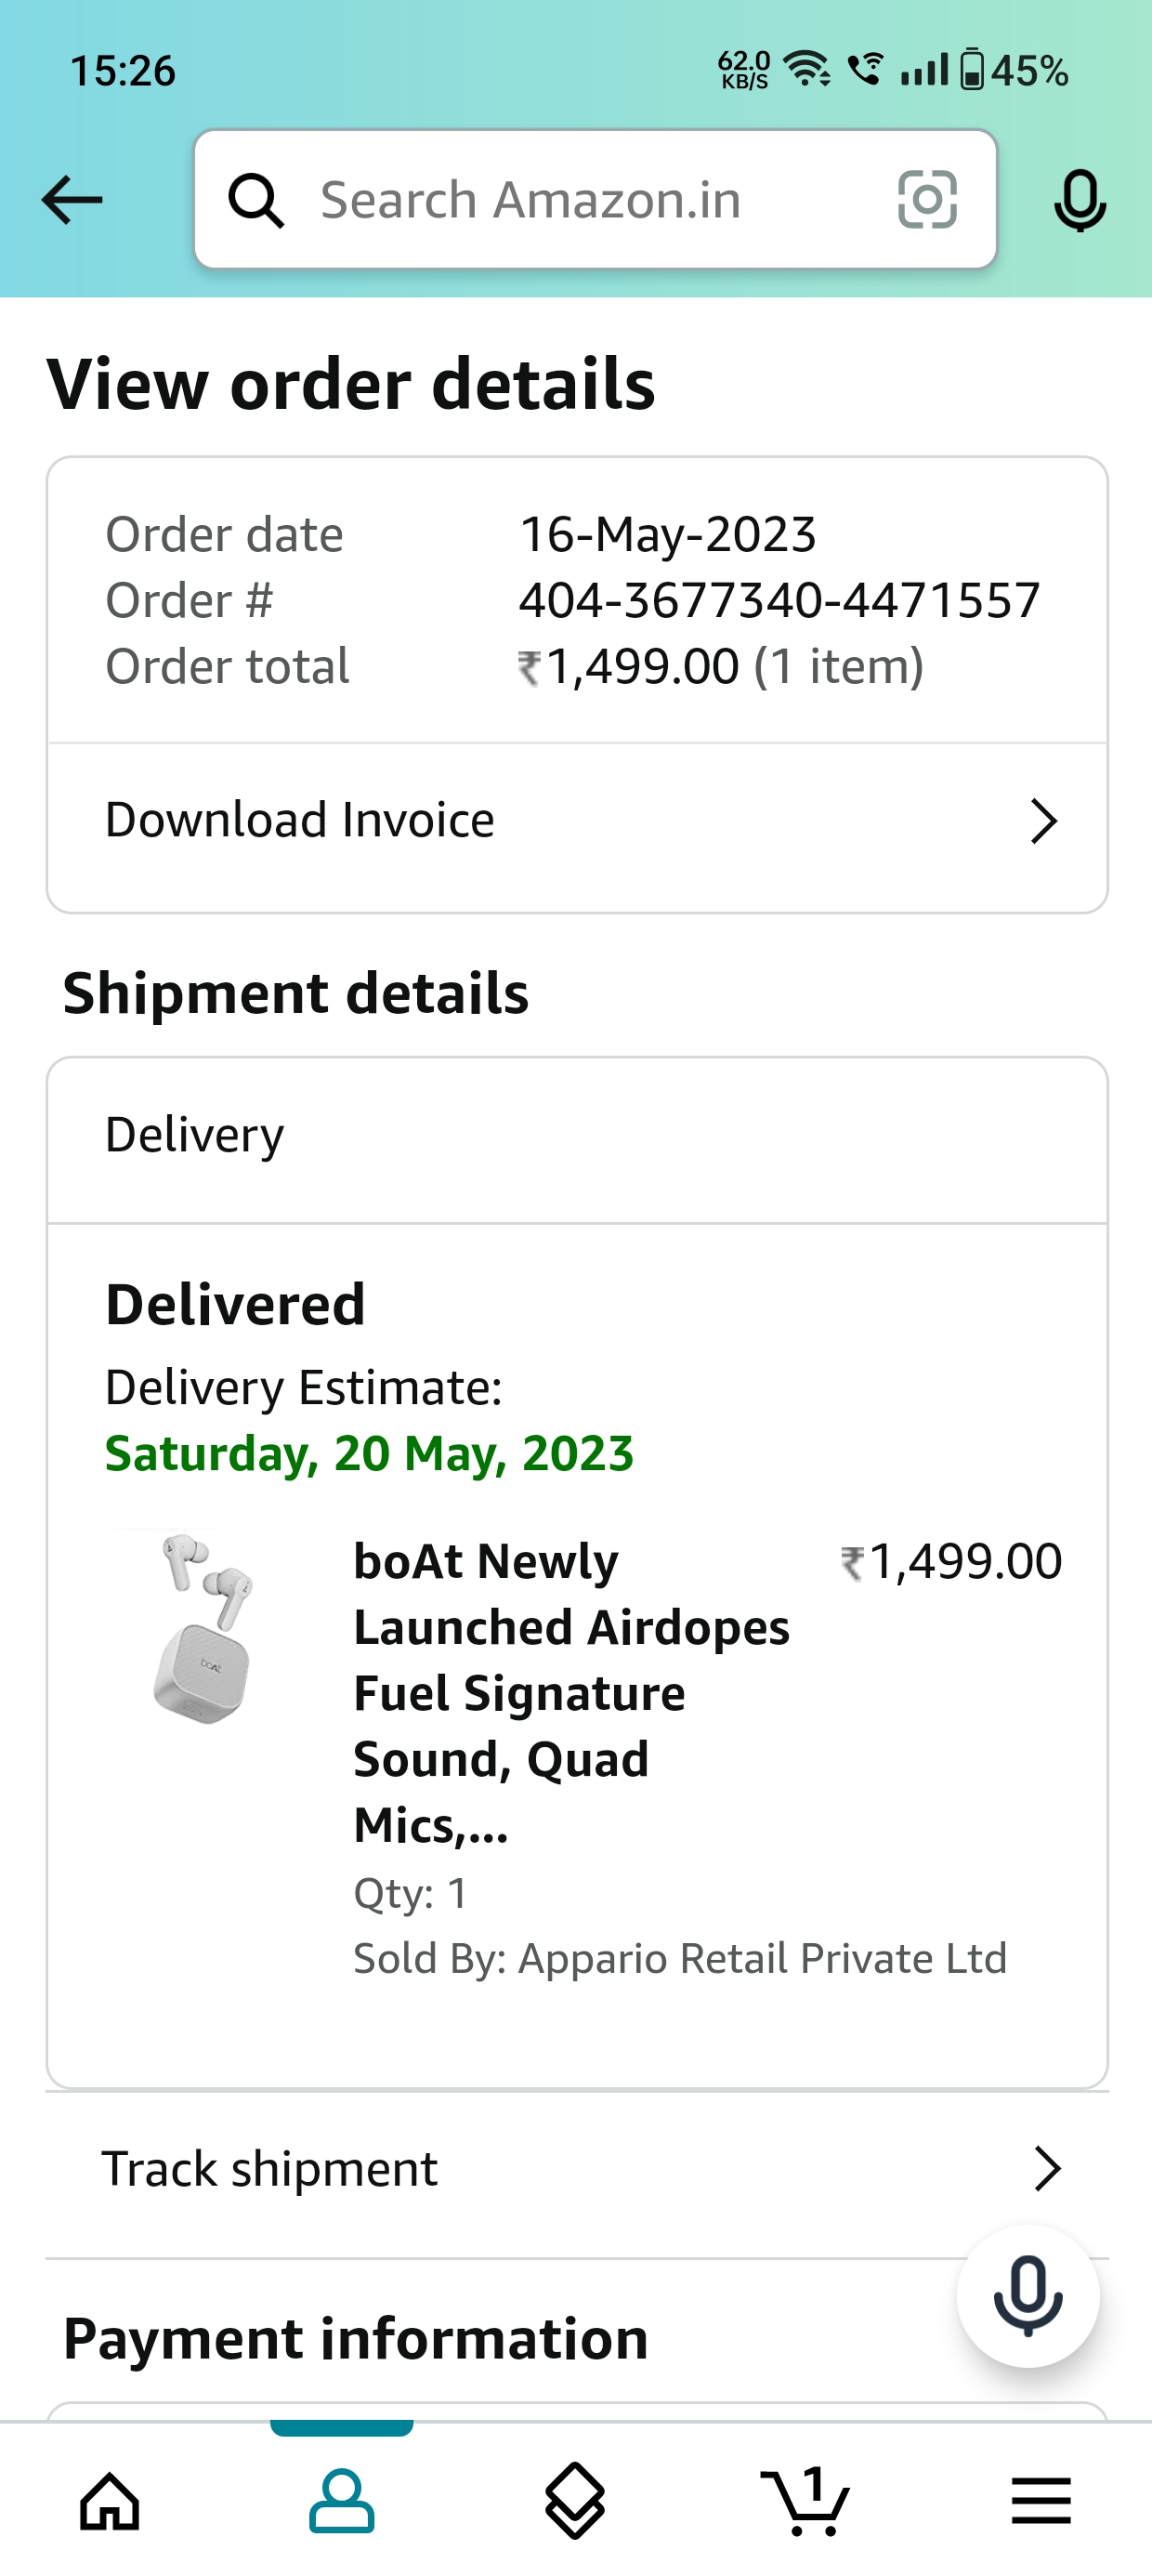 15:26
62.0
KB/S
45%
Search Amazon.in
View order details
Order date 16-May-2023
Order # 404-3677340-4471557
Order total ₹1,499.00 (1 item)
Download Invoice
Shipment details
Delivery
Delivered
Delivery Estimate:
Saturday, 20 May, 2023
boAt Newly ₹1,499.00
Launched Airdopes
Fuel Signature
Sound, Quad
Mics,...
boAt
Qty: 1
Sold By: Appario Retail Private Ltd
Track shipment
Payment information
1